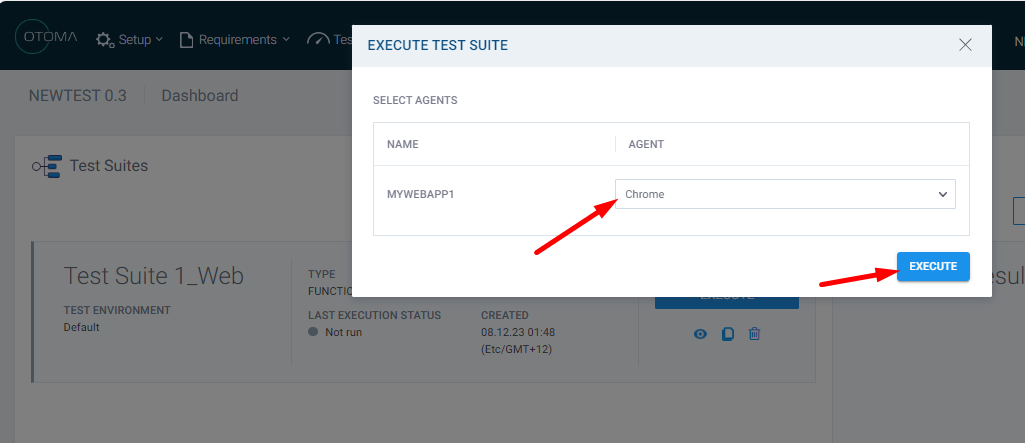 OTOMA
Setup
Requirements
Tes
EXECUTE TEST SUITE
NEWTEST 0.3
Dashboard
SELECT AGENTS
NAME
AGENT
MYWEBAPP1
Chrome
EXECUTE
Test Suites
Test Suite 1_Web
TEST ENVIRONMENT
Default
TYPE
FUNCTIO
LAST EXECUTION STATUS
Not run
CREATED
08.12.23 01:48
(Etc/GMT+12)
EXECUTE